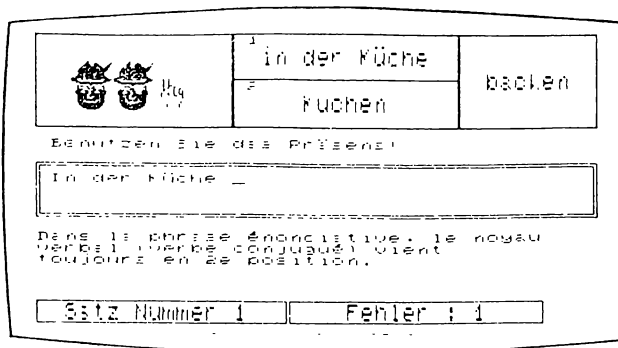 1 in der Küche
2 Kuchen
backen
Benutzen Sie das Präsens!
In der Küche _
Dans la phrase énonciative, le noyau
verbal (verbe conjugué) vient
toujours en 2e position.
Satz Nummer 1
Fehler : 1